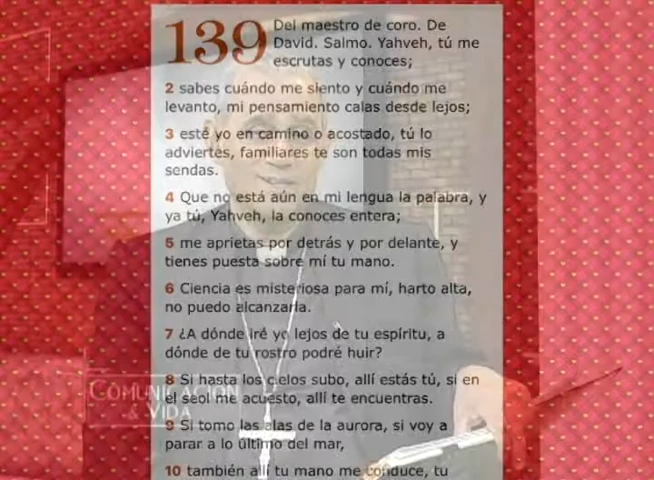 139 Del maestro de coro. De
David. Salmo. Yahveh, tú me
escrutas y conoces;
2 sabes cuándo me siento y cuándo me
levanto, mi pensamiento calas desde lejos;
3 esté yo en camino o acostado, tú lo
adviertes, familiares te son todas mis
sendas.
4 Que no está aún en mi lengua la palabra, y
ya tú, Yahveh, la conoces entera;
5 me aprietas por detrás y por delante, y
tienes puesta sobre mí tu mano.
6 Ciencia es misteriosa para mí, harto alta,
no puedo alcanzarla.
7 ¿A dónde iré yo lejos de tu espíritu, a
dónde de tu rostro podré huir?
8 Si hasta los cielos subo, allí estás tú, si en
el seol me acuesto, allí te encuentras.
9 Si tomo las alas de la aurora, si voy a
parar a lo último del mar,
10 también allí tu mano me conduce, tu
COMUNICACIÓN
& VIDA